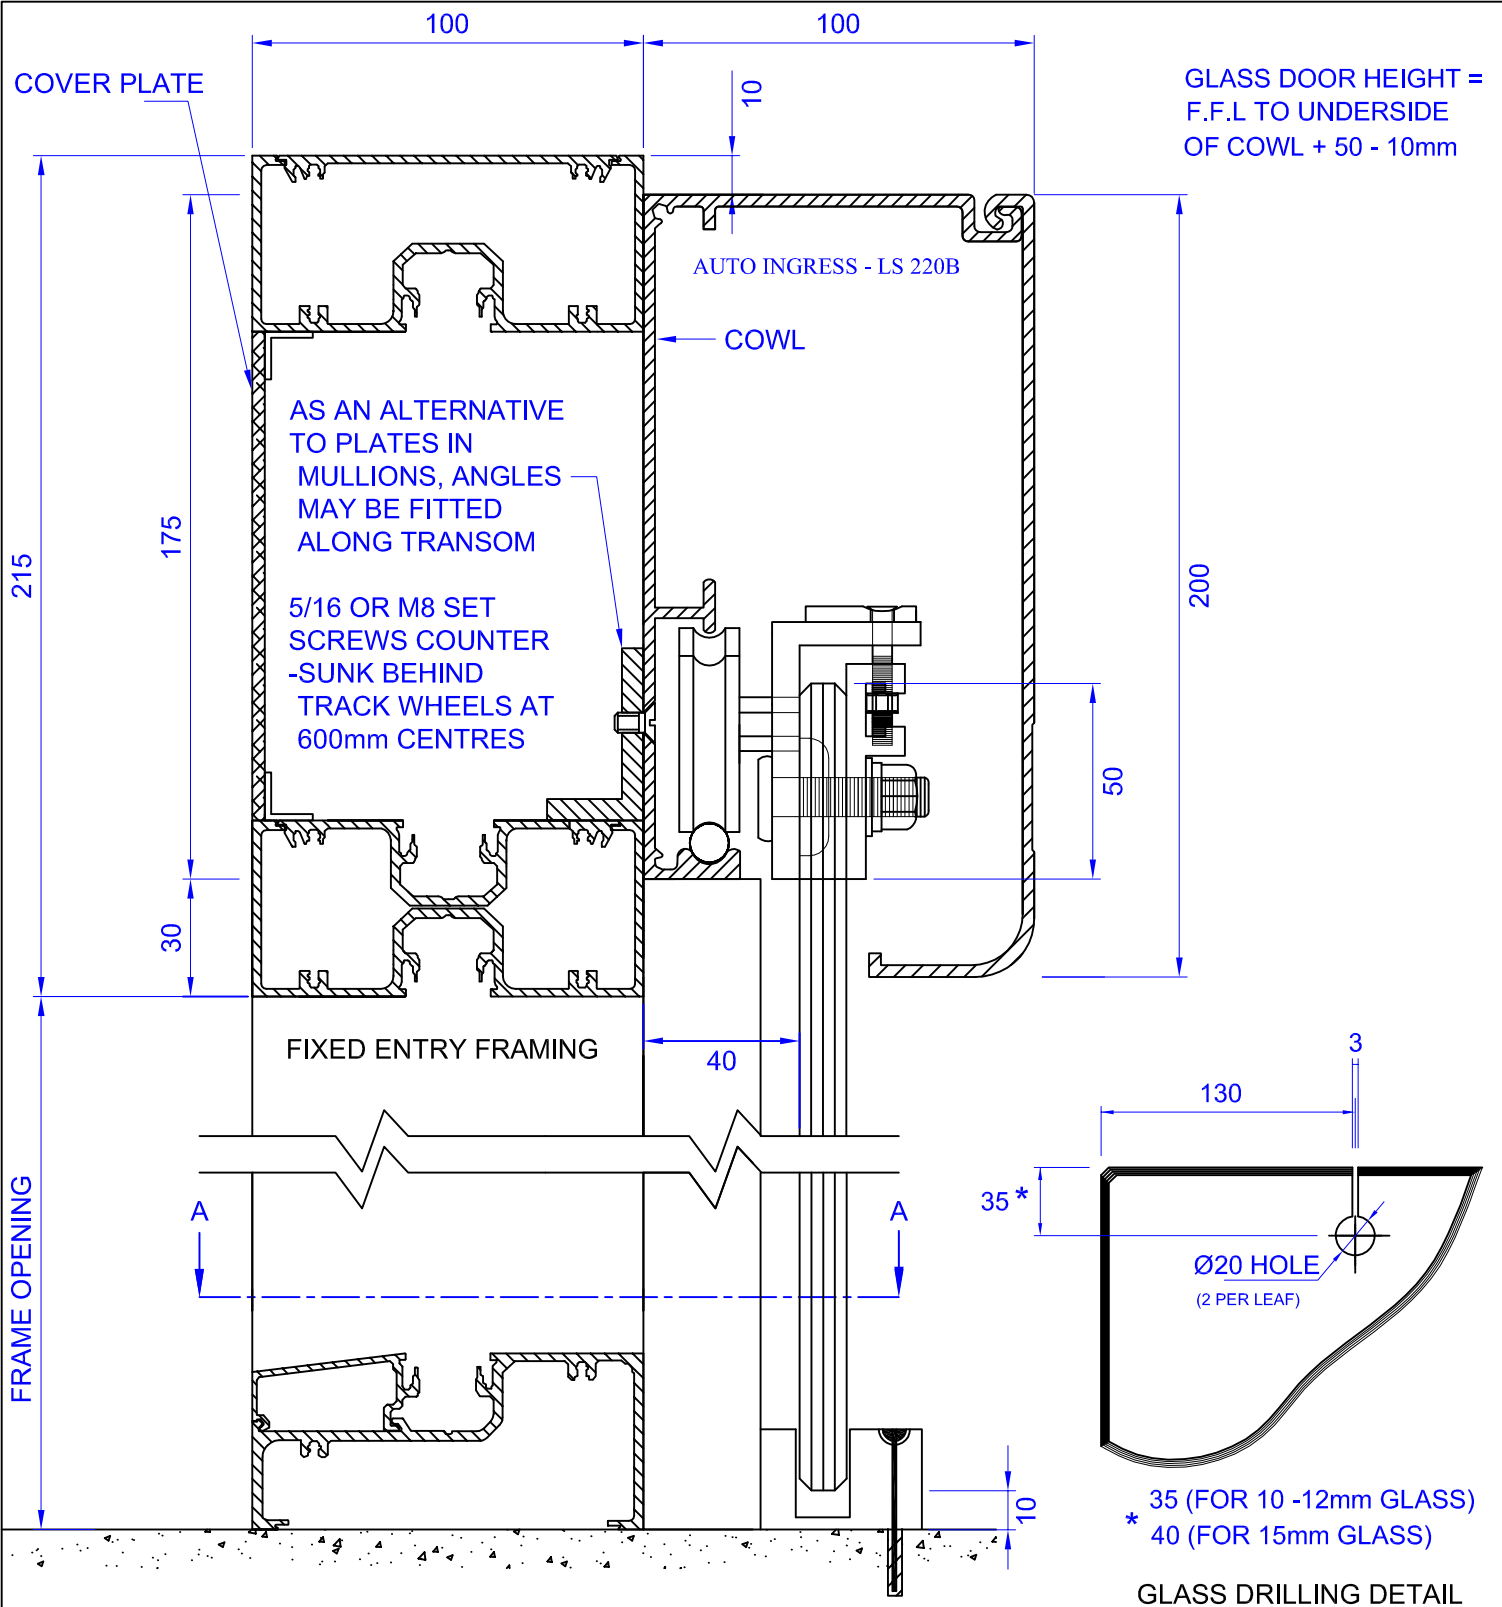 100
100
COVER PLATE
10
GLASS DOOR HEIGHT =
F.F.L TO UNDERSIDE
OF COWL + 50 - 10mm
AUTO INGRESS - LS 220B
COWL
AS AN ALTERNATIVE
TO PLATES IN
MULLIONS, ANGLES
MAY BE FITTED
ALONG TRANSOM
5/16 OR M8 SET
SCREWS COUNTER
-SUNK BEHIND
TRACK WHEELS AT
600mm CENTRES
215
175
200
50
30
FIXED ENTRY FRAMING
40
3
130
35 *
A
A
FRAME OPENING
Ø20 HOLE
(2 PER LEAF)
10
35 (FOR 10 -12mm GLASS)
*
40 (FOR 15mm GLASS)
GLASS DRILLING DETAIL